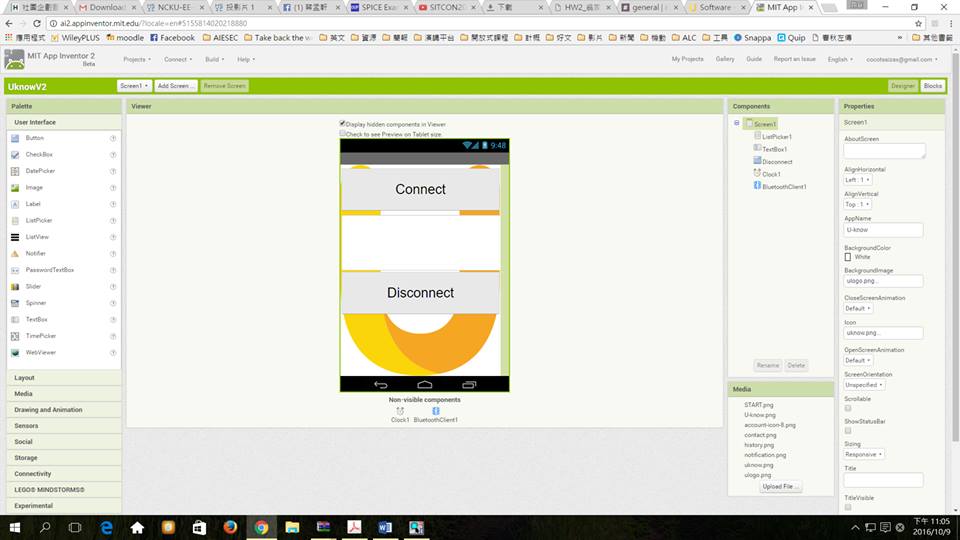 社團企劃影
Download
Gmail
NCKU-EE-
投影片 1
(1) 蔡孟軒
SPICE Exa
SITCON20
下載
HW2_翁
general |
Software
MIT App I
ai2.appinventor.mit.edu/?locale=en#5155814020218880
應用程式 WileyPLUS moodle Facebook AIESEC Take back the w 英文 資源 簡報 演講平台 開放式課程 計概 好文 影片 新聞 機動 ALC 工具 Snappa Quip 春秋左傳 其他書籤
MIT App Inventor 2
Beta
Projects Connect Build Help My Projects Gallery Guide Report an Issue English cocotsaizas@gmail.com
UknowV2 Screen1 Add Screen ... Remove Screen Designer Blocks
Palette
User Interface
Button
CheckBox
DatePicker
Image
Label
ListPicker
ListView
Notifier
PasswordTextBox
Slider
Spinner
TextBox
TimePicker
WebViewer
Layout
Media
Drawing and Animation
Sensors
Social
Storage
Connectivity
LEGO® MINDSTORMS®
Experimental
Viewer
Display hidden components in Viewer
Check to see Preview on Tablet size.
9:48
Connect
Disconnect
Non-visible components
Clock1 BluetoothClient1
Components
Screen1
ListPicker1
TextBox1
Disconnect
Clock1
BluetoothClient1
Rename Delete
Media
START.png
U-know.png
account-icon-8.png
contact.png
history.png
notification.png
uknow.png
ulogo.png
Upload File ...
Properties
Screen1
AboutScreen
AlignHorizontal
Left : 1
AlignVertical
Top : 1
AppName
U-know
BackgroundColor
White
BackgroundImage
ulogo.png...
CloseScreenAnimation
Default
Icon
uknow.png...
OpenScreenAnimation
Default
ScreenOrientation
Unspecified
Scrollable
ShowStatusBar
Sizing
Responsive
Title
TitleVisible
下午 11:05
2016/10/9